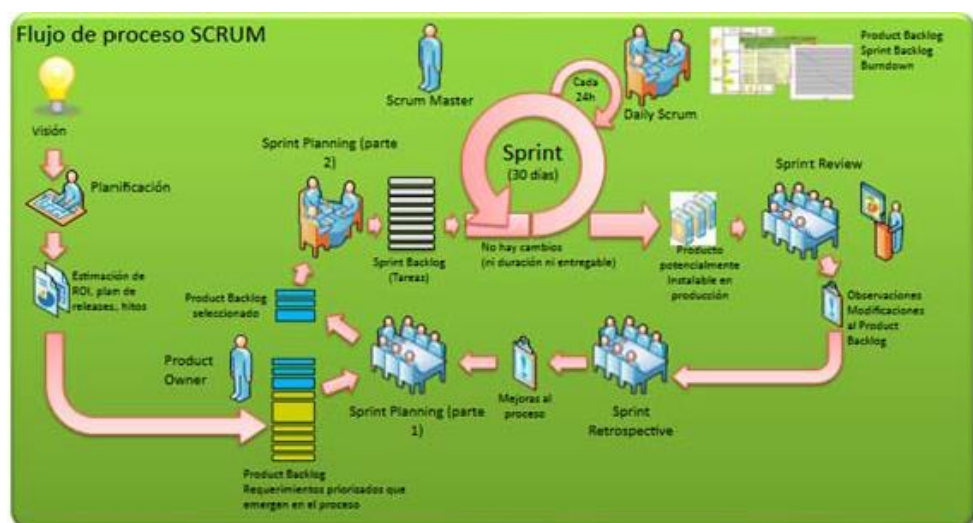 Flujo de proceso SCRUM
Visión
Planificación
Estimación de
ROI, plan de
releases, hitos
Scrum Master
Cada
24h
Daily Scrum
Product Backlog
Sprint Backlog
Burndown
Sprint Planning (parte
2)
Sprint
(30 días)
Sprint Review
Sprint Backlog
(Tareas)
No hay cambios
(ni duración ni entregable)
Producto
potencialmente
Instalable en
producción
Observaciones
Modificaciones
al Product
Backlog
Product Backlog
seleccionado
Product
Owner
Sprint Planning (parte
1)
Mejoras al
proceso
Sprint
Retrospective
Product Backlog
Requerimientos priorizados que
emergen en el proceso